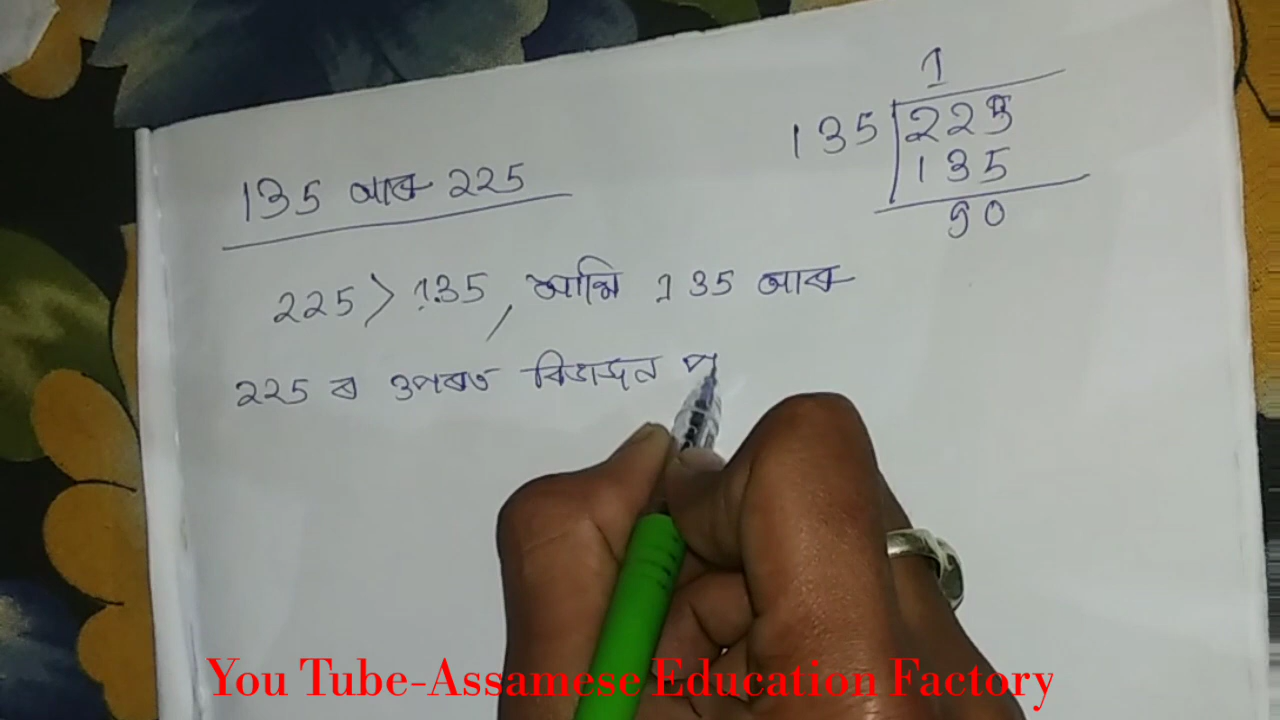 135 আৰু 225
225 > 135, আমি 135 আৰু
225 ৰ ওপৰত বিভাজন প
1
135 225
135
90
You Tube-Assamese Education Factory